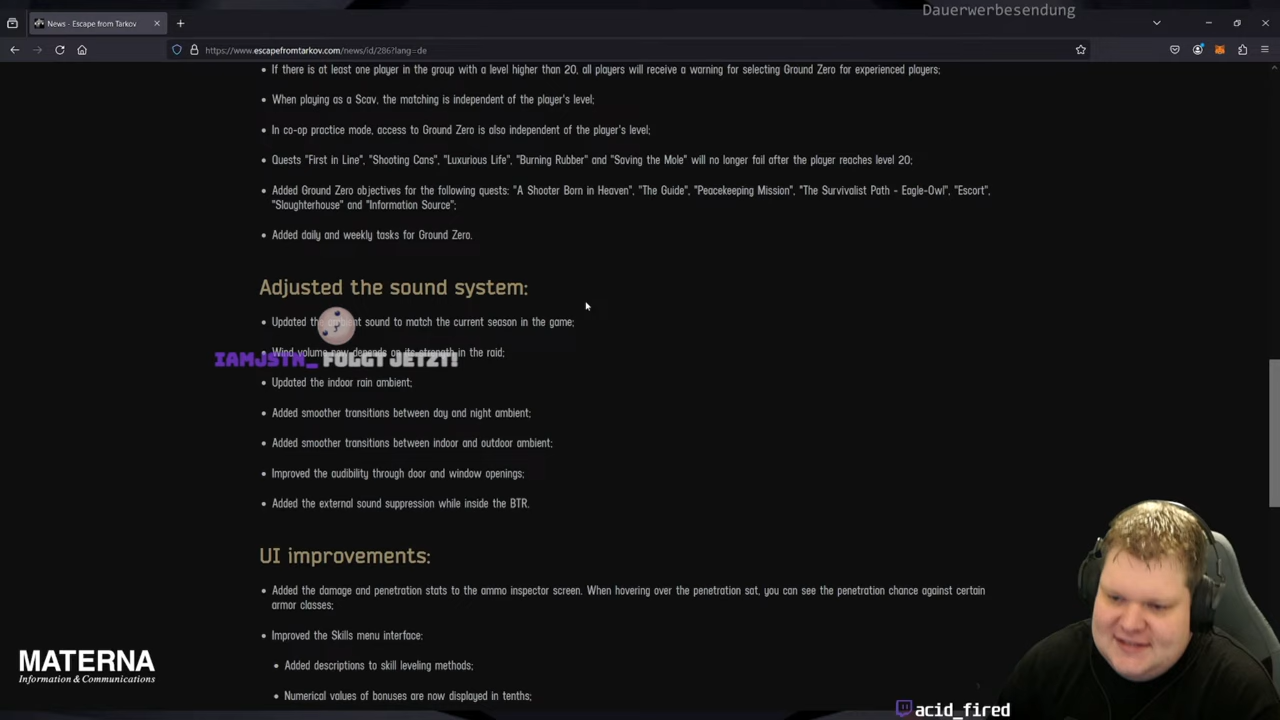 Dauerwerbesendung
News - Escape from Tarkov
https://www.escapefromtarkov.com/news/id/286?lang=de
If there is at least one player in the group with a level higher than 20, all players will receive a warning for selecting Ground Zero for experienced players;
When playing as a Scav, the matching is independent of the player's level;
In co-op practice mode, access to Ground Zero is also independent of the player's level;
Quests "First in Line", "Shooting Cans", "Luxurious Life", "Burning Rubber" and "Saving the Mole" will no longer fail after the player reaches level 20;
Added Ground Zero objectives for the following quests: "A Shooter Born in Heaven", "The Guide", "Peacekeeping Mission", "The Survivalist Path - Eagle-Owl", "Escort",
"Slaughterhouse" and "Information Source";
Added daily and weekly tasks for Ground Zero.
Adjusted the sound system:
Updated the ambient sound to match the current season in the game;
Wind volume now depends on its strength in the raid;
IAMJSTN_ FOLGT JETZT!
Updated the indoor rain ambient;
Added smoother transitions between day and night ambient;
Added smoother transitions between indoor and outdoor ambient;
Improved the audibility through door and window openings;
Added the external sound suppression while inside the BTR.
UI improvements:
Added the damage and penetration stats to the ammo inspector screen. When hovering over the penetration sat, you can see the penetration chance against certain
armor classes;
Improved the Skills menu interface:
Added descriptions to skill leveling methods;
Numerical values of bonuses are now displayed in tenths;
MATERNA
Information & Communications
acid_fired